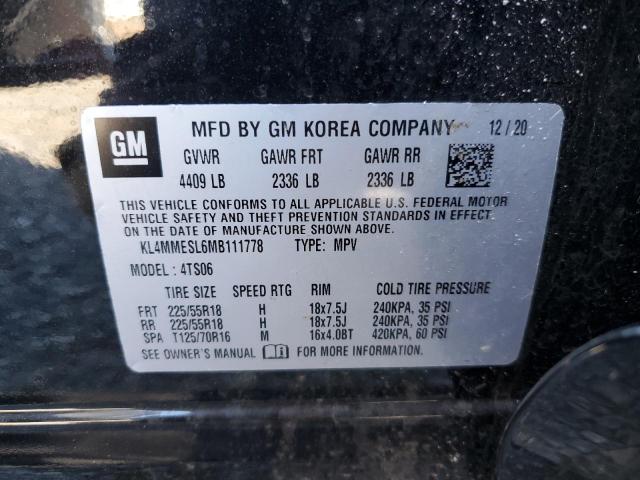 GM
MFD BY GM KOREA COMPANY 12/20
GVWR GAWR FRT GAWR RR
4409 LB 2336 LB 2336 LB
THIS VEHICLE CONFORMS TO ALL APPLICABLE U.S. FEDERAL MOTOR
VEHICLE SAFETY AND THEFT PREVENTION STANDARDS IN EFFECT
ON THE DATE OF MANUFACTURE SHOWN ABOVE.
KL4MMESL6MB111778 TYPE: MPV
MODEL: 4TS06
TIRE SIZE SPEED RTG RIM COLD TIRE PRESSURE
FRT 225/55R18 H 18x7.5J 240KPA, 35 PSI
RR 225/55R18 H 18x7.5J 240KPA, 35 PSI
SPA T125/70R16 M 16x4.0BT 420KPA, 60 PSI
SEE OWNER'S MANUAL FOR MORE INFORMATION.